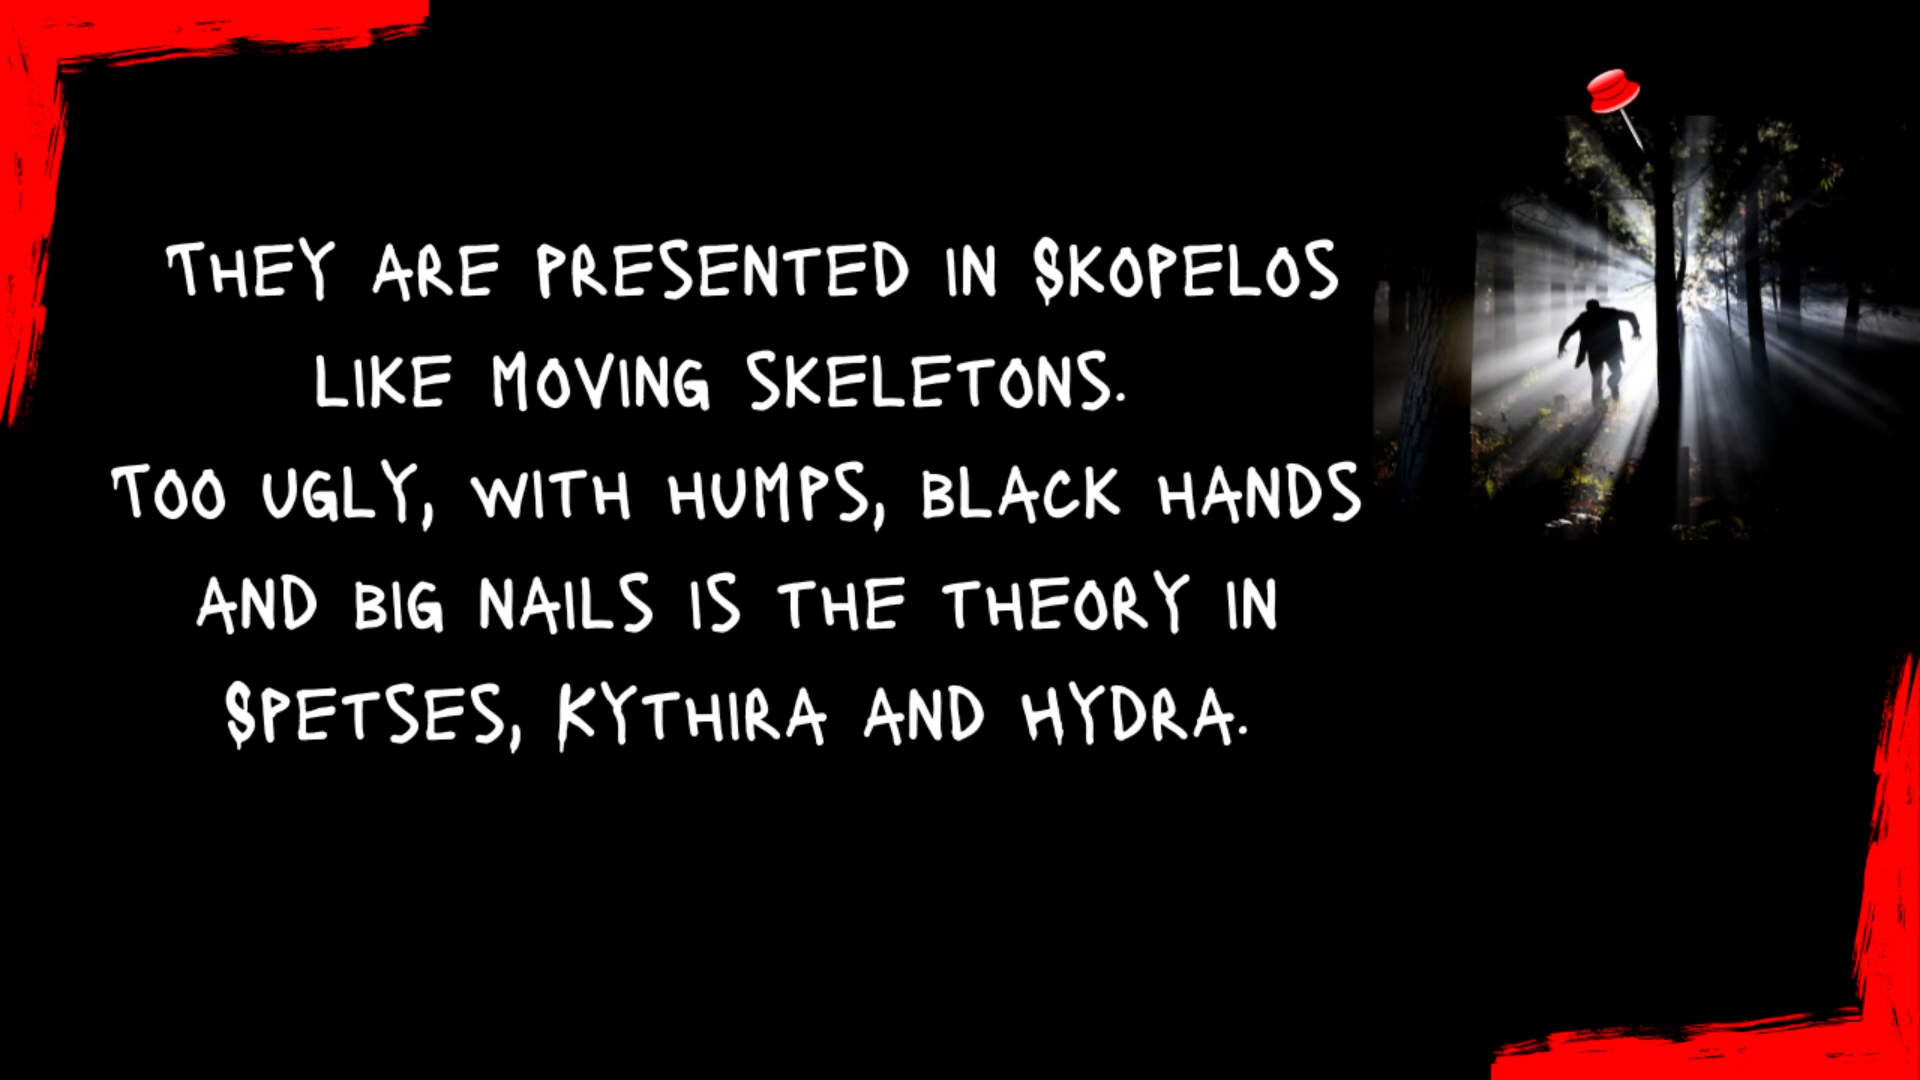 THEY ARE PRESENTED IN SKOPELOS
LIKE MOVING SKELETONS.
TOO UGLY, WITH HUMPS, BLACK HANDS
AND BIG NAILS IS THE THEORY IN
SPETSES, KYTHIRA AND HYDRA.